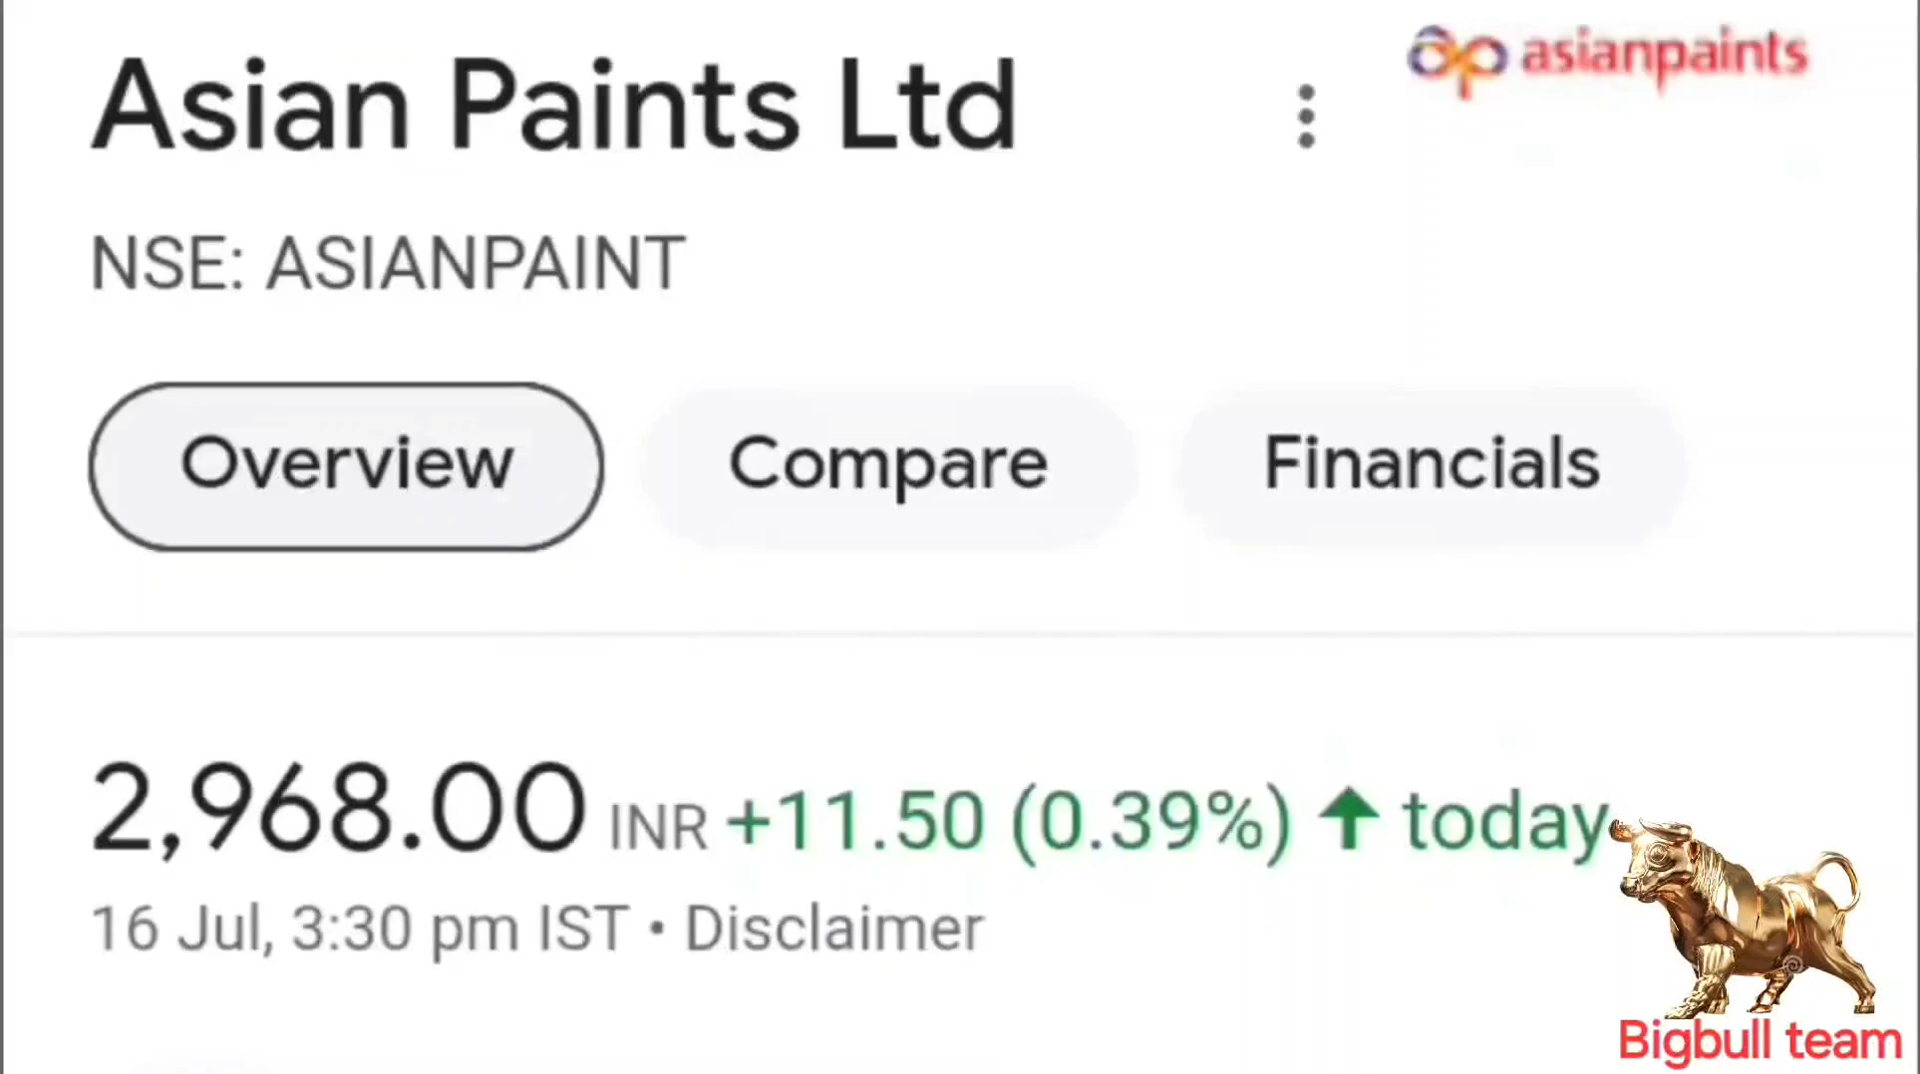 Asian Paints Ltd
asianpaints
NSE: ASIANPAINT
Overview
Compare
Financials
2,968.00 INR +11.50 (0.39%) ↑ today
16 Jul, 3:30 pm IST • Disclaimer
Bigbull team